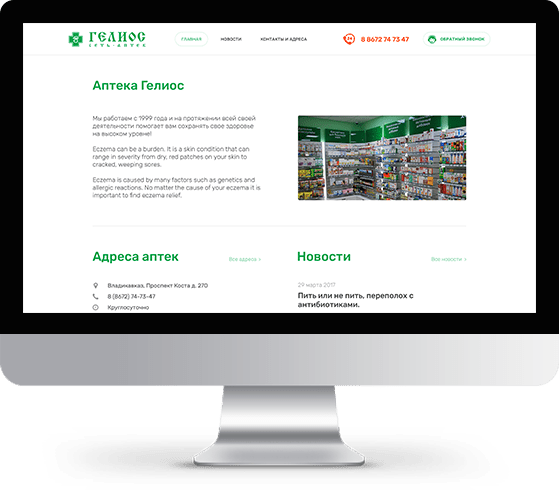 ГЕЛИОС
СЕТЬ-АПТЕК
ГЛАВНАЯ
НОВОСТИ
КОНТАКТЫ И АДРЕСА
24
8 8672 74 73 47
ОБРАТНЫЙ ЗВОНОК
Аптека Гелиос
Мы работаем с 1999 года и на протяжении всей своей
деятельности помогает вам сохранять свое здоровье
на высоком уровне!
Eczema can be a burden. It is a skin condition that can
range in severity from dry, red patches on your skin to
cracked, weeping sores.
Eczema is caused by many factors such as genetics and
allergic reactions. No matter the cause of your eczema it is
important to find eczema relief.
Адреса аптек
Все адреса >
Владикавказ, Проспект Коста д. 270
8 (8672) 74-73-47
Круглосуточно
Новости
Все новости >
29 марта 2017
Пить или не пить, переполох с
антибиотиками.